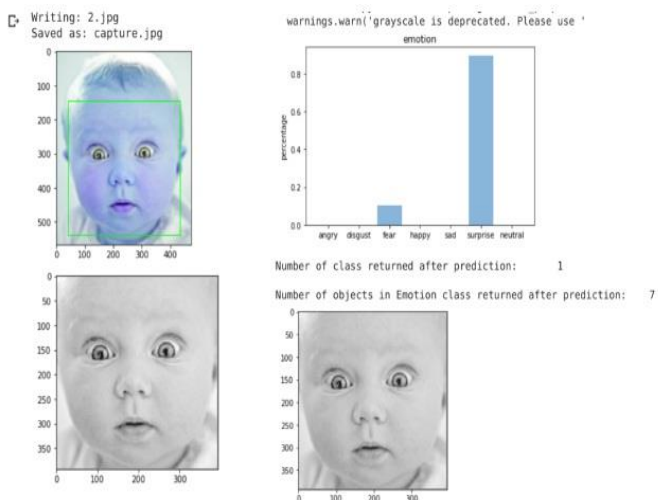 Writing: 2.jpg
Saved as: capture.jpg
0
100
200
300
400
500
0 100 200 300 400
0
50
100
150
200
250
300
350
0 100 200 300
warnings.warn('grayscale is deprecated. Please use '
emotion
percentage
0.8
0.6
0.4
0.2
0.0
angry disgust fear happy sad surprise neutral
Number of class returned after prediction: 1
Number of objects in Emotion class returned after prediction: 7
0
50
100
150
200
250
300
350
0 100 200 300